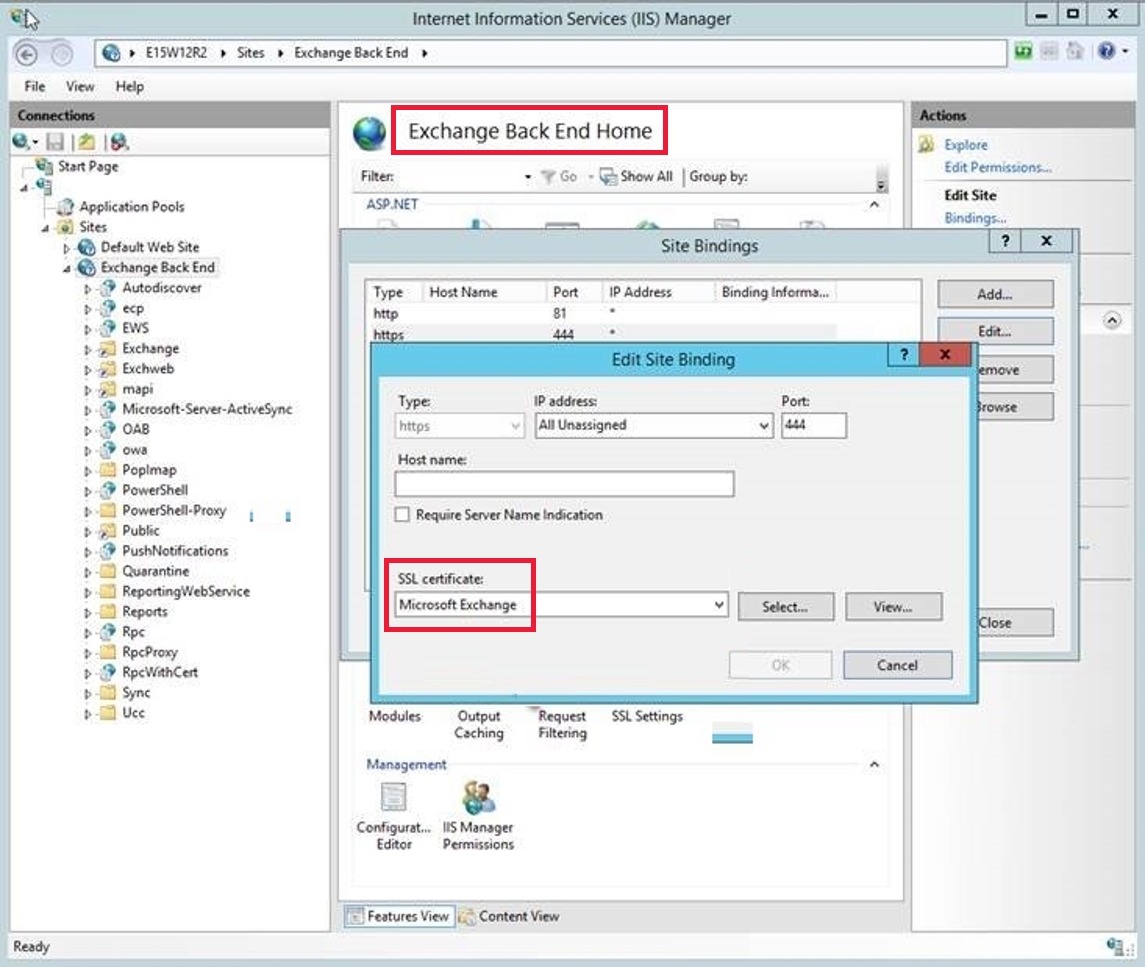 Internet Information Services (IIS) Manager
E15W12R2 Sites Exchange Back End
File View Help
Connections
Start Page
Application Pools
Sites
Default Web Site
Exchange Back End
Autodiscover
ecp
EWS
Exchange
Exchweb
mapi
Microsoft-Server-ActiveSync
OAB
owa
PopImap
PowerShell
PowerShell-Proxy
Public
PushNotifications
Quarantine
ReportingWebService
Reports
Rpc
RpcProxy
RpcWithCert
Sync
Ucc
Exchange Back End Home
Filter: Go Show All Group by:
ASP.NET
Actions
Explore
Edit Permissions...
Edit Site
Bindings...
Site Bindings
Type Host Name Port IP Address Binding Informa...
http 81 *
https 444 *
Add...
Edit...
emove
rowse
Close
Edit Site Binding
Type: IP address: Port:
https All Unassigned 444
Host name:
Require Server Name Indication
SSL certificate:
Microsoft Exchange Select... View...
OK Cancel
Modules Output Caching Request Filtering SSL Settings
Management
Configurat... Editor IIS Manager Permissions
Features View Content View
Ready